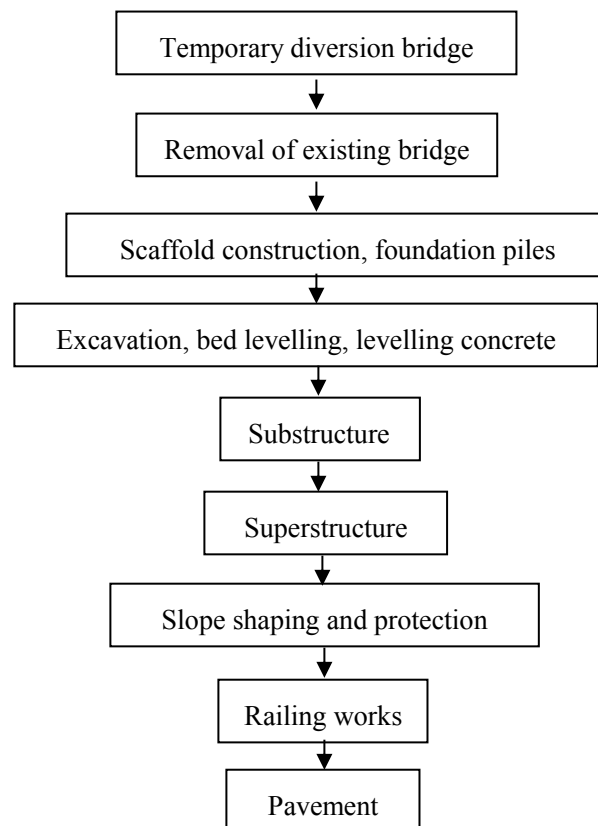 Temporary diversion bridge
Removal of existing bridge
Scaffold construction, foundation piles
Excavation, bed levelling, levelling concrete
Substructure
Superstructure
Slope shaping and protection
Railing works
Pavement